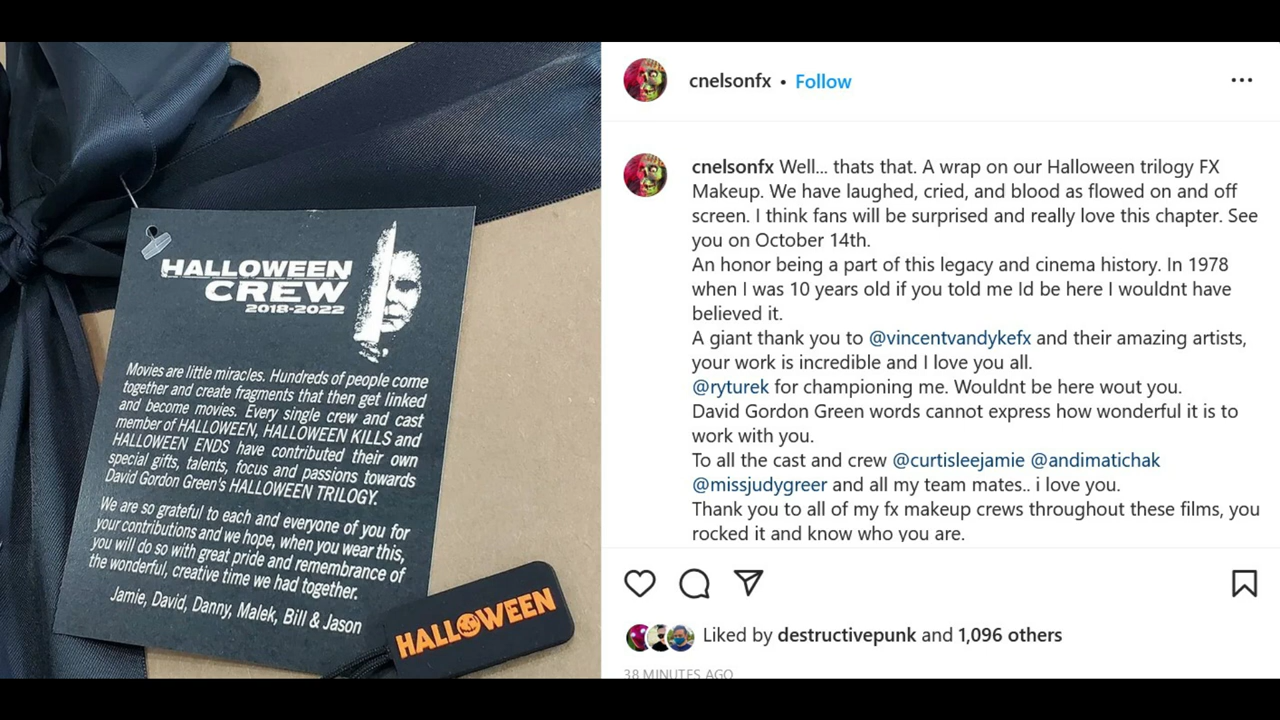 HALLOWEEN
CREW
2018-2022
Movies are little miracles. Hundreds of people come
together and create fragments that then get linked
and become movies. Every single crew and cast
member of HALLOWEEN, HALLOWEEN KILLS and
HALLOWEEN ENDS have contributed their own
special gifts, talents, focus and passions towards
David Gordon Green's HALLOWEEN TRILOGY.
We are so grateful to each and everyone of you for
your contributions and we hope, when you wear this,
you will do so with great pride and remembrance of
the wonderful, creative time we had together.
Jamie, David, Danny, Malek, Bill & Jason
HALLOWEEN
cnelsonfx • Follow
cnelsonfx Well... thats that. A wrap on our Halloween trilogy FX
Makeup. We have laughed, cried, and blood as flowed on and off
screen. I think fans will be surprised and really love this chapter. See
you on October 14th.
An honor being a part of this legacy and cinema history. In 1978
when I was 10 years old if you told me Id be here I wouldnt have
believed it.
A giant thank you to @vincentvandykefx and their amazing artists,
your work is incredible and I love you all.
@ryturek for championing me. Wouldnt be here wout you.
David Gordon Green words cannot express how wonderful it is to
work with you.
To all the cast and crew @curtisleejamie @andimatichak
@missjudygreer and all my team mates.. i love you.
Thank you to all of my fx makeup crews throughout these films, you
rocked it and know who you are.
Liked by destructivepunk and 1,096 others
38 MINUTES AGO